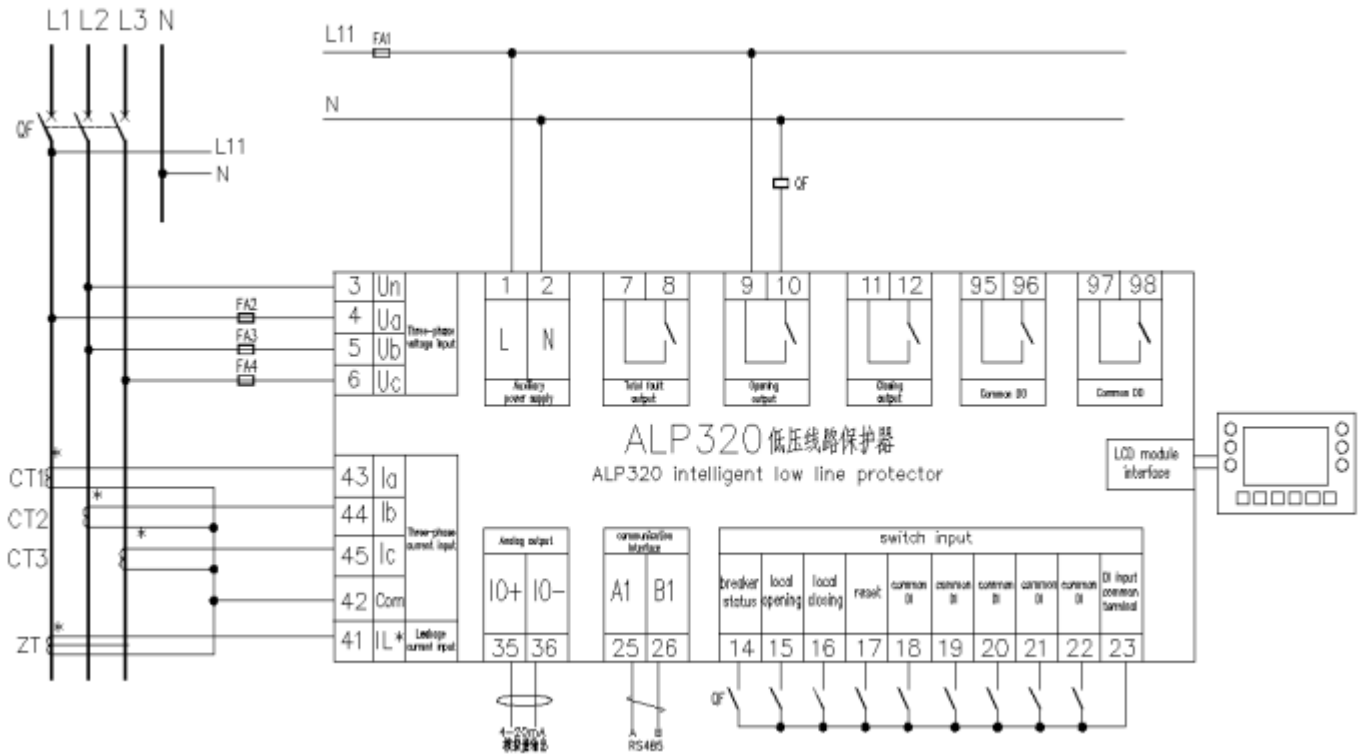 L1 L2 L3 N
L11 FA1
N
QF
L11
N
QF
3 Un
FA2
4 Ua
FA3
5 Ub
FA4
6 Uc
Three-phase
voltage input
1 2
L N
Auxiliary
power supply
7 8
Total fault
output
9 10
Opening
output
11 12
Closing
output
95 96
Common DO
97 98
Common DO
ALP320 低压线路保护器
ALP320 intelligent low line protector
LCD module
interface
*
CT1
*
CT2
*
CT3
*
ZT
43 Ia
44 Ib
45 Ic
42 Com
Three-phase
current input
41 IL*
Leakage
current input
Analog output
IO+ IO-
35 36
4-20mA
communication
interface
A1 B1
25 26
A B
RS485
switch input
breaker
status
local
opening
local
closing
reset
common
DI
common
DI
common
DI
common
DI
common
DI
DI input
common
terminal
14 15 16 17 18 19 20 21 22 23
QF